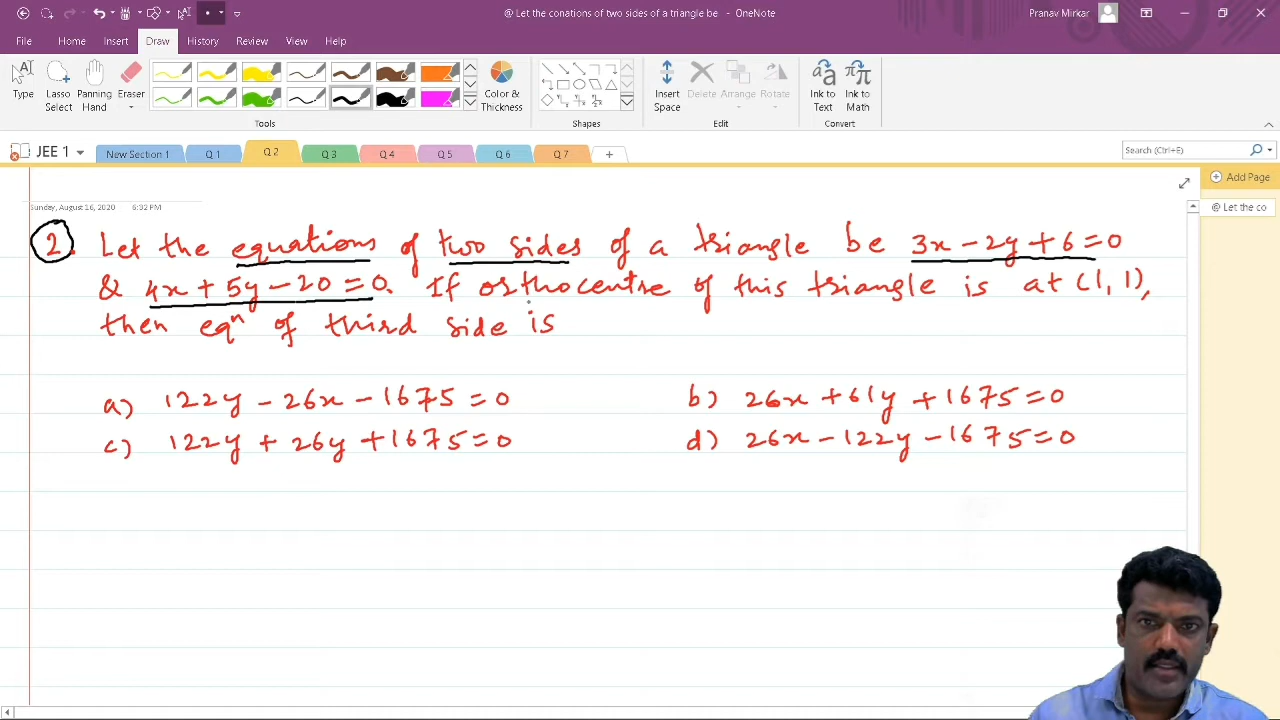 @ Let the conations of two sides of a triangle be - OneNote
Pranav Mirkar
File Home Insert Draw History Review View Help
Type
Lasso Select
Panning Hand
Eraser
Color & Thickness
Insert Space
Delete
Arrange
Rotate
Ink to Text
Ink to Math
Tools
Shapes
Edit
Convert
JEE 1
New Section 1 Q 1 Q 2 Q 3 Q 4 Q 5 Q 6 Q 7
Search (Ctrl+E)
Add Page
@ Let the co
Sunday, August 16, 2020 6:32 PM
2. Let the equations of two sides of a triangle be 3x - 2y + 6 = 0
& 4x + 5y - 20 = 0. If orthocentre of this triangle is at (1, 1),
then eqⁿ of third side is
a) 122y - 26x - 1675 = 0
b) 26x + 61y + 1675 = 0
c) 122y + 26y + 1675 = 0
d) 26x - 122y - 1675 = 0